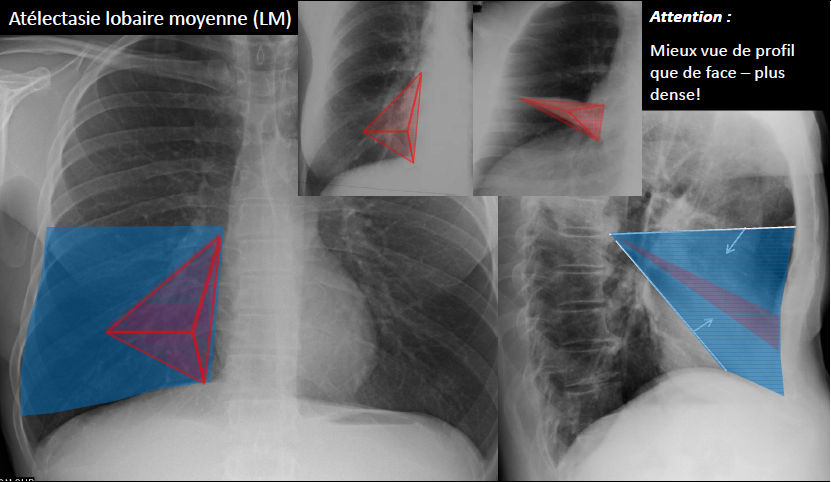 Atélectasie lobaire moyenne (LM)
Attention :
Mieux vue de profil
que de face – plus
dense!